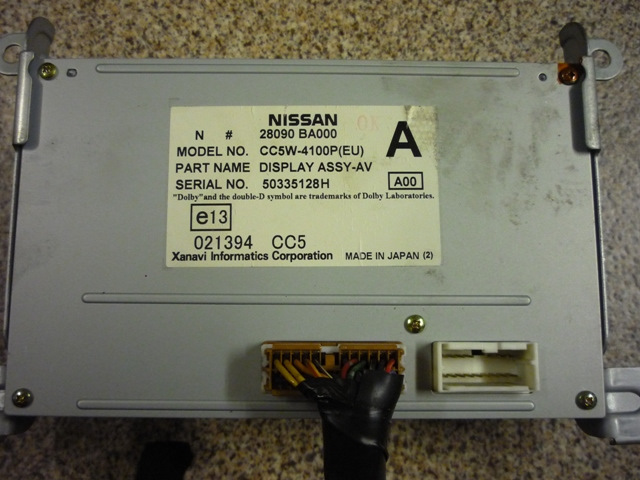 NISSAN
N # 28090 BA000
A
MODEL NO. CC5W-4100P(EU)
PART NAME DISPLAY ASSY-AV
SERIAL NO. 50335128H
A00
"Dolby"and the double-D symbol are trademarks of Dolby Laboratories.
e13
021394 CC5
Xanavi Informatics Corporation MADE IN JAPAN (2)